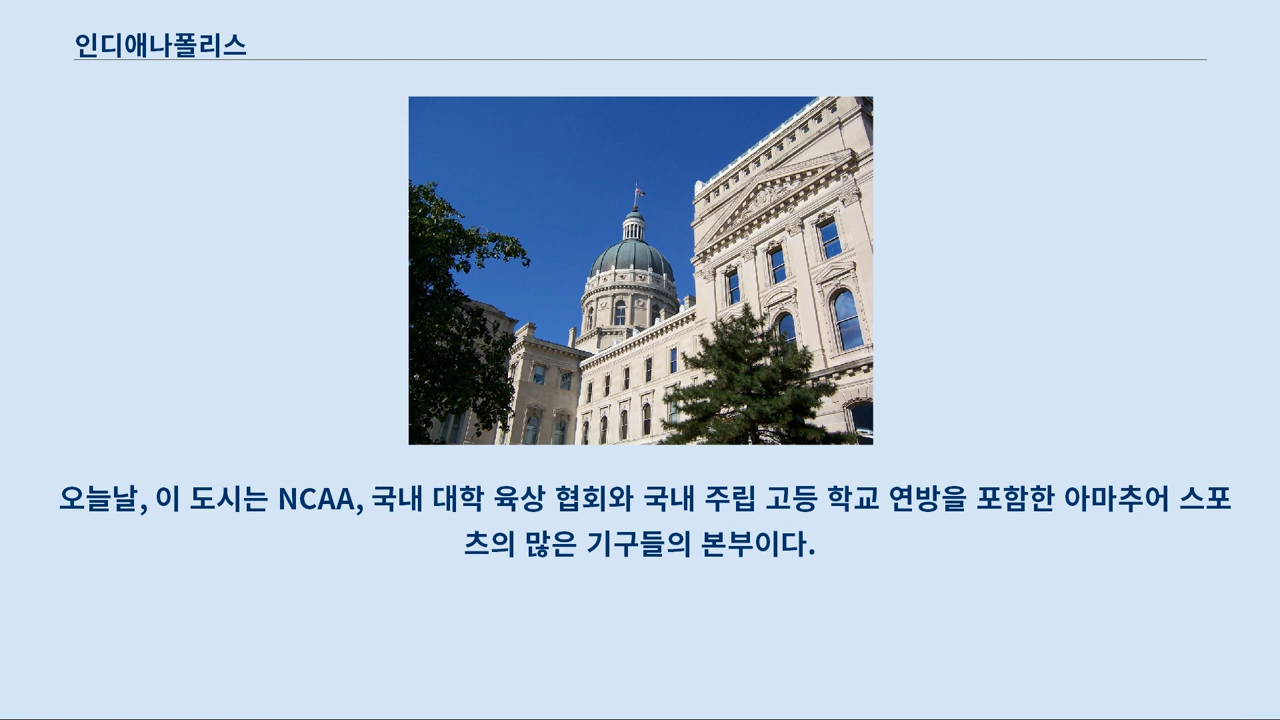 인디애나폴리스
오늘날, 이 도시는 NCAA, 국내 대학 육상 협회와 국내 주립 고등 학교 연방을 포함한 아마추어 스포
츠의 많은 기구들의 본부이다.